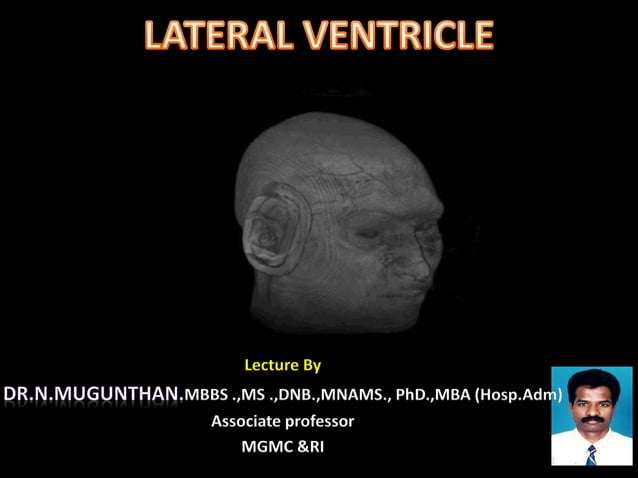 LATERAL VENTRICLE
Lecture By
DR.N.MUGUNTHAN.MBBS .,MS .,DNB.,MNAMS., PhD.,MBA (Hosp.Adm)
Associate professor
MGMC &RI